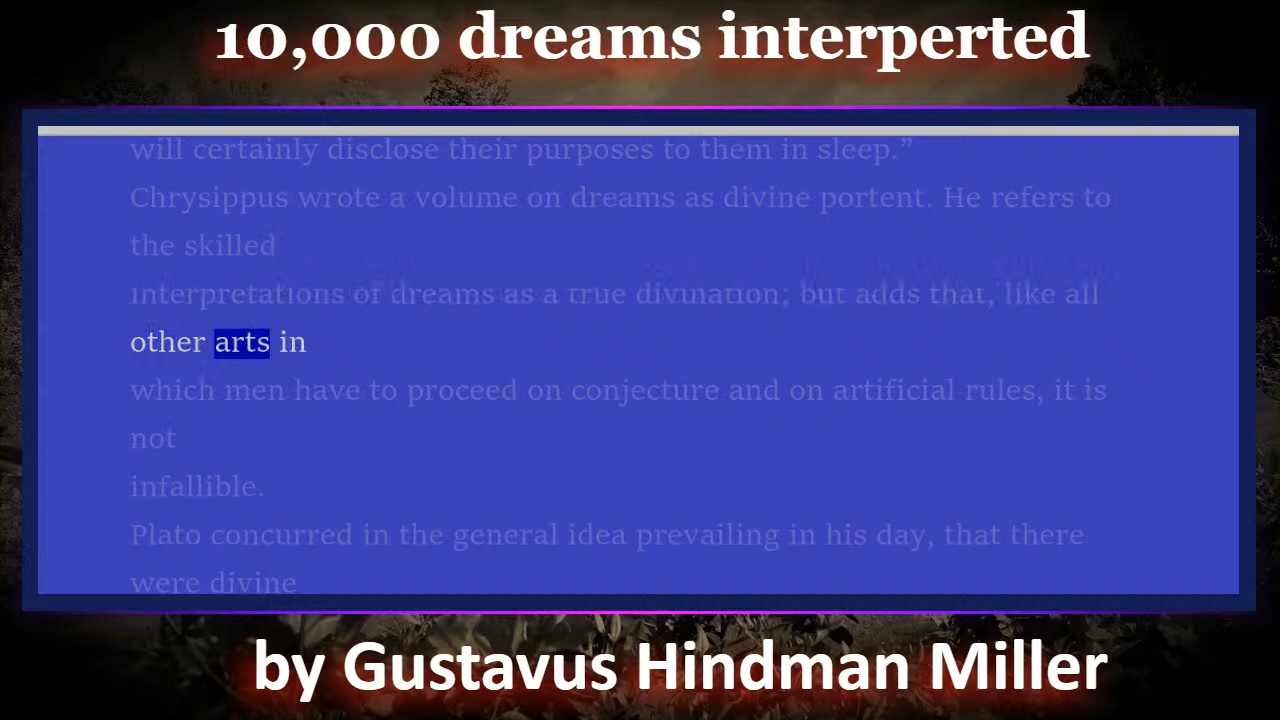 10,000 dreams interperted
will certainly disclose their purposes to them in sleep.”
Chrysippus wrote a volume on dreams as divine portent. He refers to
the skilled
interpretations of dreams as a true divination; but adds that, like all
other arts in
which men have to proceed on conjecture and on artificial rules, it is
not
infallible.
Plato concurred in the general idea prevailing in his day, that there
were divine
by Gustavus Hindman Miller